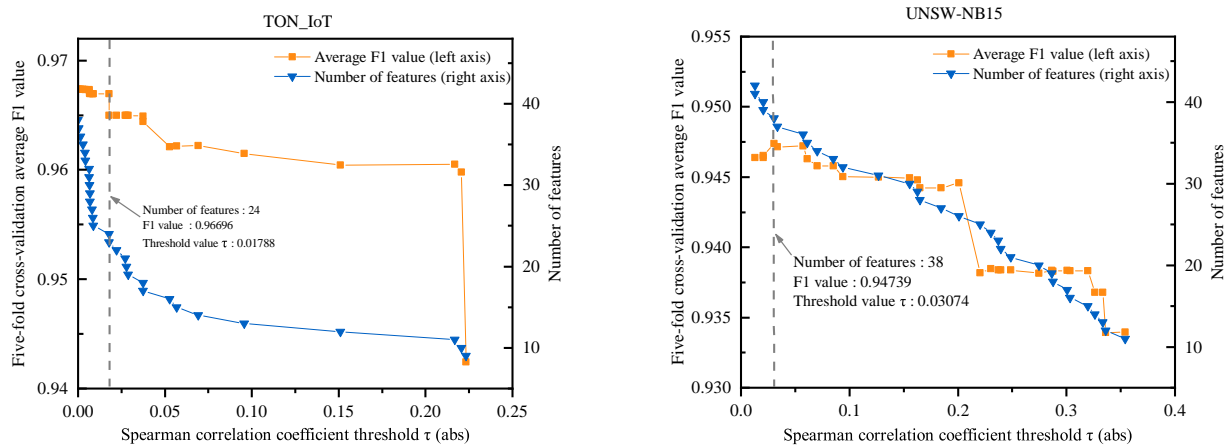 TON_IoT
Average F1 value (left axis)
Number of features (right axis)
Number of features : 24
F1 value : 0.96696
Threshold value τ : 0.01788
Five-fold cross-validation average F1 value
0.97
0.96
0.95
0.94
0.00
0.05
0.10
0.15
0.20
0.25
Spearman correlation coefficient threshold τ (abs)
40
30
20
10
Number of features
UNSW-NB15
Average F1 value (left axis)
Number of features (right axis)
Number of features : 38
F1 value : 0.94739
Threshold value τ : 0.03074
Five-fold cross-validation average F1 value
0.955
0.950
0.945
0.940
0.935
0.930
0.0
0.1
0.2
0.3
0.4
Spearman correlation coefficient threshold τ (abs)
40
30
20
10
Number of features